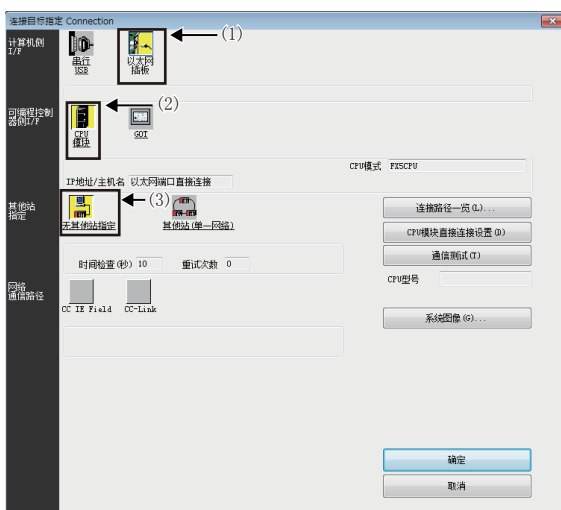 连接目标指定 Connection
计算机侧
I/F
串行
USB
以太网
插板
(1)
可编程控制
器侧I/F
CPU
模块
(2)
GOT
CPU模式 FX5CPU
IP地址/主机名 以太网端口直接连接
其他站
指定
无其他站指定
(3)
其他站(单一网络)
连接路径一览(L)...
CPU模块直接连接设置(D)
通信测试(T)
时间检查(秒) 10 重试次数 0
CPU型号
网络
通信路径
CC IE Field CC-Link
系统图像(G)...
确定
取消